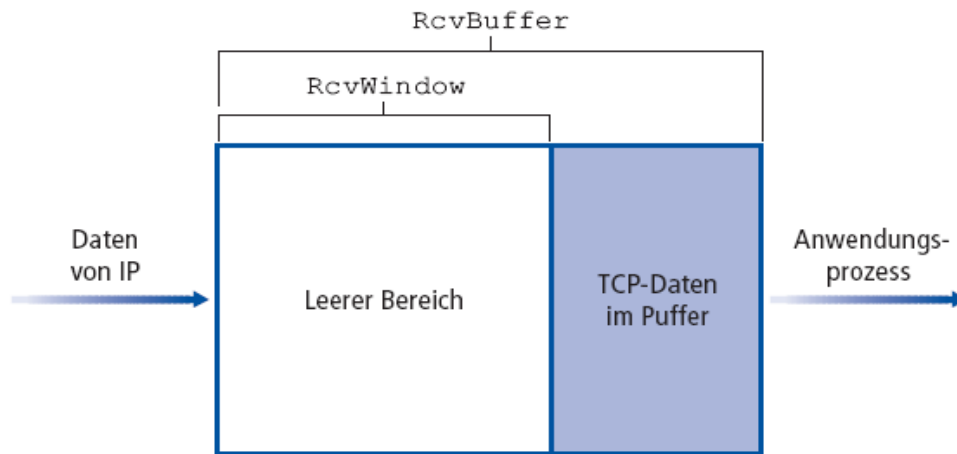 RcvBuffer
RcvWindow
Daten
von IP
Leerer Bereich
TCP-Daten
im Puffer
Anwendungs-
prozess